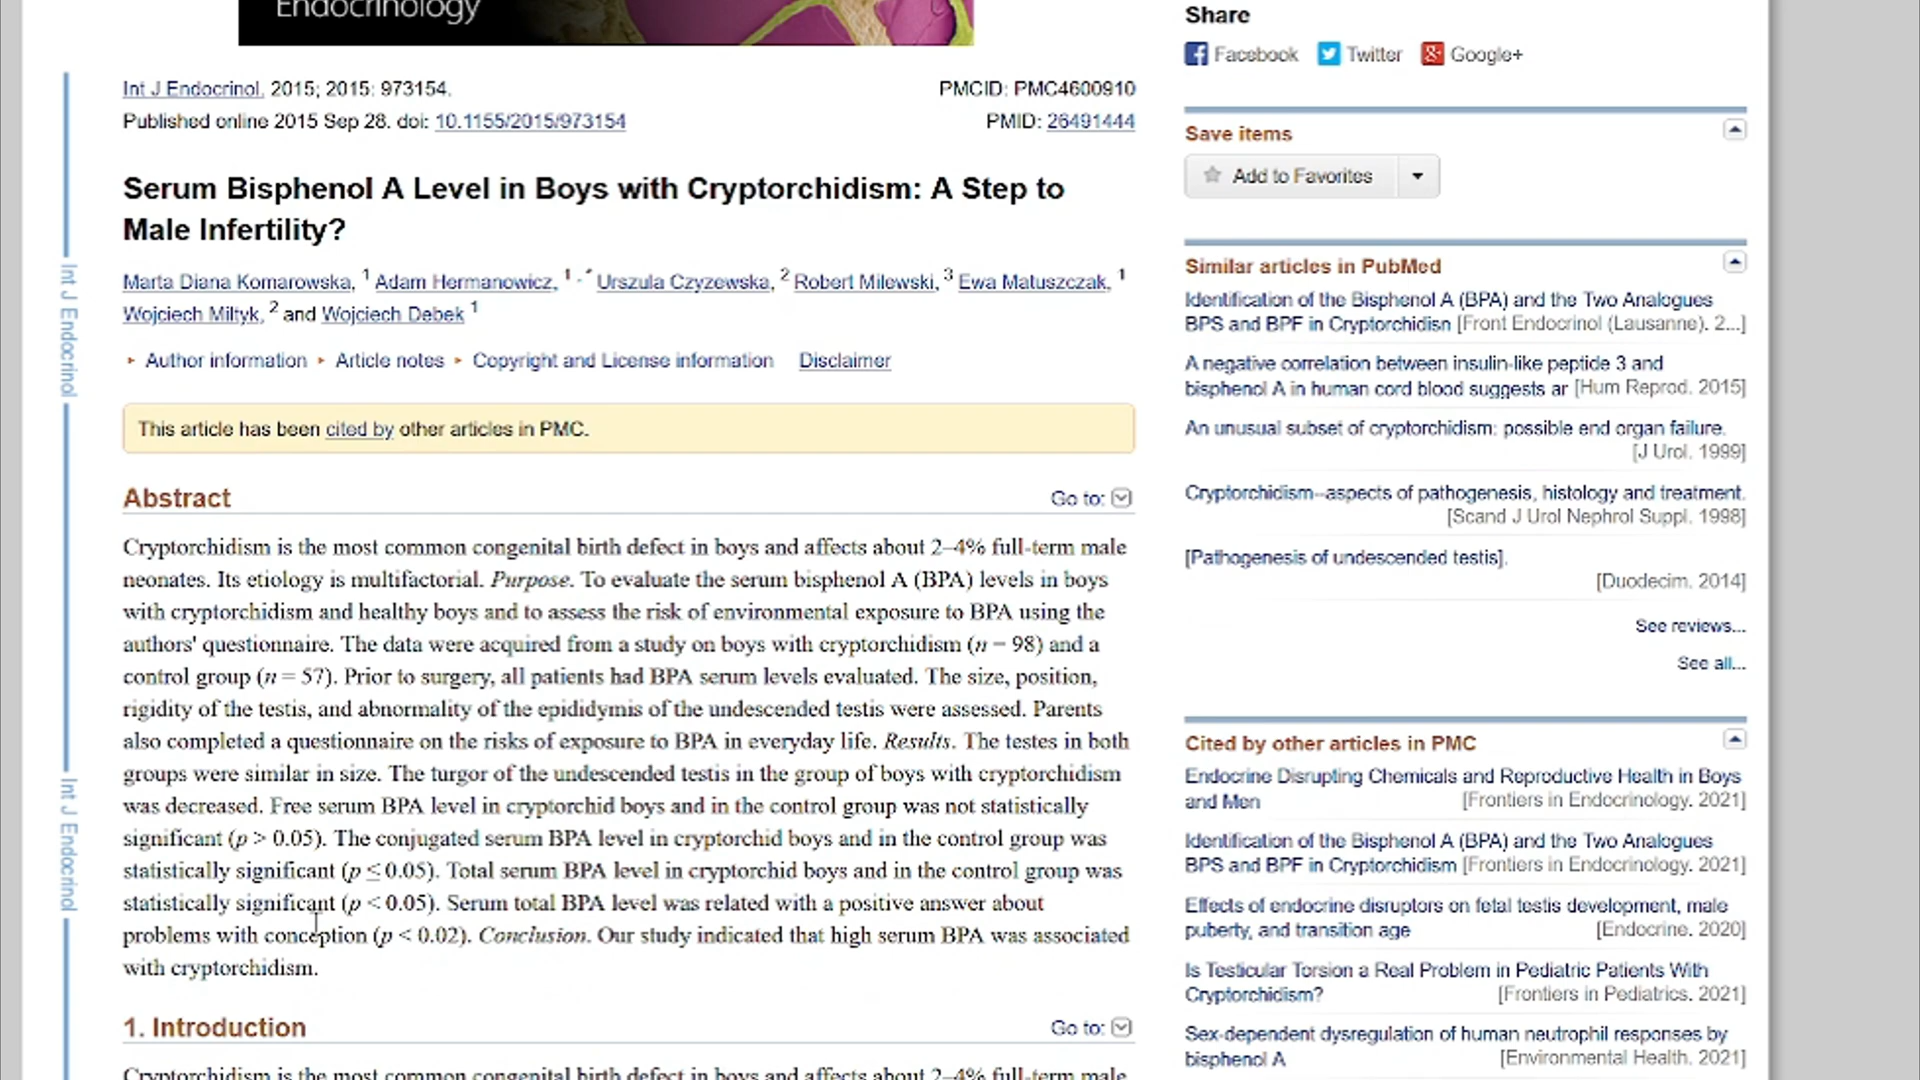 Endocrinology
Share
Facebook Twitter Google+
Int J Endocrinol. 2015; 2015: 973154.
PMCID: PMC4600910
Published online 2015 Sep 28. doi: 10.1155/2015/973154
PMID: 26491444
Save items
Add to Favorites
Serum Bisphenol A Level in Boys with Cryptorchidism: A Step to
Male Infertility?
Marta Diana Komarowska, 1 Adam Hermanowicz, 1 , * Urszula Czyzewska, 2 Robert Milewski, 3 Ewa Matuszczak, 1
Wojciech Miltyk, 2 and Wojciech Debek 1
Author information Article notes Copyright and License information Disclaimer
This article has been cited by other articles in PMC.
Abstract
Go to:
Cryptorchidism is the most common congenital birth defect in boys and affects about 2–4% full-term male
neonates. Its etiology is multifactorial. Purpose. To evaluate the serum bisphenol A (BPA) levels in boys
with cryptorchidism and healthy boys and to assess the risk of environmental exposure to BPA using the
authors' questionnaire. The data were acquired from a study on boys with cryptorchidism (n = 98) and a
control group (n = 57). Prior to surgery, all patients had BPA serum levels evaluated. The size, position,
rigidity of the testis, and abnormality of the epididymis of the undescended testis were assessed. Parents
also completed a questionnaire on the risks of exposure to BPA in everyday life. Results. The testes in both
groups were similar in size. The turgor of the undescended testis in the group of boys with cryptorchidism
was decreased. Free serum BPA level in cryptorchid boys and in the control group was not statistically
significant (p > 0.05). The conjugated serum BPA level in cryptorchid boys and in the control group was
statistically significant (p ≤ 0.05). Total serum BPA level in cryptorchid boys and in the control group was
statistically significant (p < 0.05). Serum total BPA level was related with a positive answer about
problems with conception (p < 0.02). Conclusion. Our study indicated that high serum BPA was associated
with cryptorchidism.
1. Introduction
Go to:
Cryptorchidism is the most common congenital birth defect in boys and affects about 2–4% full-term male
Int J Endocrinol
Int J Endocrinol
Similar articles in PubMed
Identification of the Bisphenol A (BPA) and the Two Analogues
BPS and BPF in Cryptorchidisn [Front Endocrinol (Lausanne). 2...]
A negative correlation between insulin-like peptide 3 and
bisphenol A in human cord blood suggests ar [Hum Reprod. 2015]
An unusual subset of cryptorchidism: possible end organ failure.
[J Urol. 1999]
Cryptorchidism--aspects of pathogenesis, histology and treatment.
[Scand J Urol Nephrol Suppl. 1998]
[Pathogenesis of undescended testis].
[Duodecim. 2014]
See reviews...
See all...
Cited by other articles in PMC
Endocrine Disrupting Chemicals and Reproductive Health in Boys
and Men [Frontiers in Endocrinology. 2021]
Identification of the Bisphenol A (BPA) and the Two Analogues
BPS and BPF in Cryptorchidism [Frontiers in Endocrinology. 2021]
Effects of endocrine disruptors on fetal testis development, male
puberty, and transition age [Endocrine. 2020]
Is Testicular Torsion a Real Problem in Pediatric Patients With
Cryptorchidism? [Frontiers in Pediatrics. 2021]
Sex-dependent dysregulation of human neutrophil responses by
bisphenol A [Environmental Health. 2021]